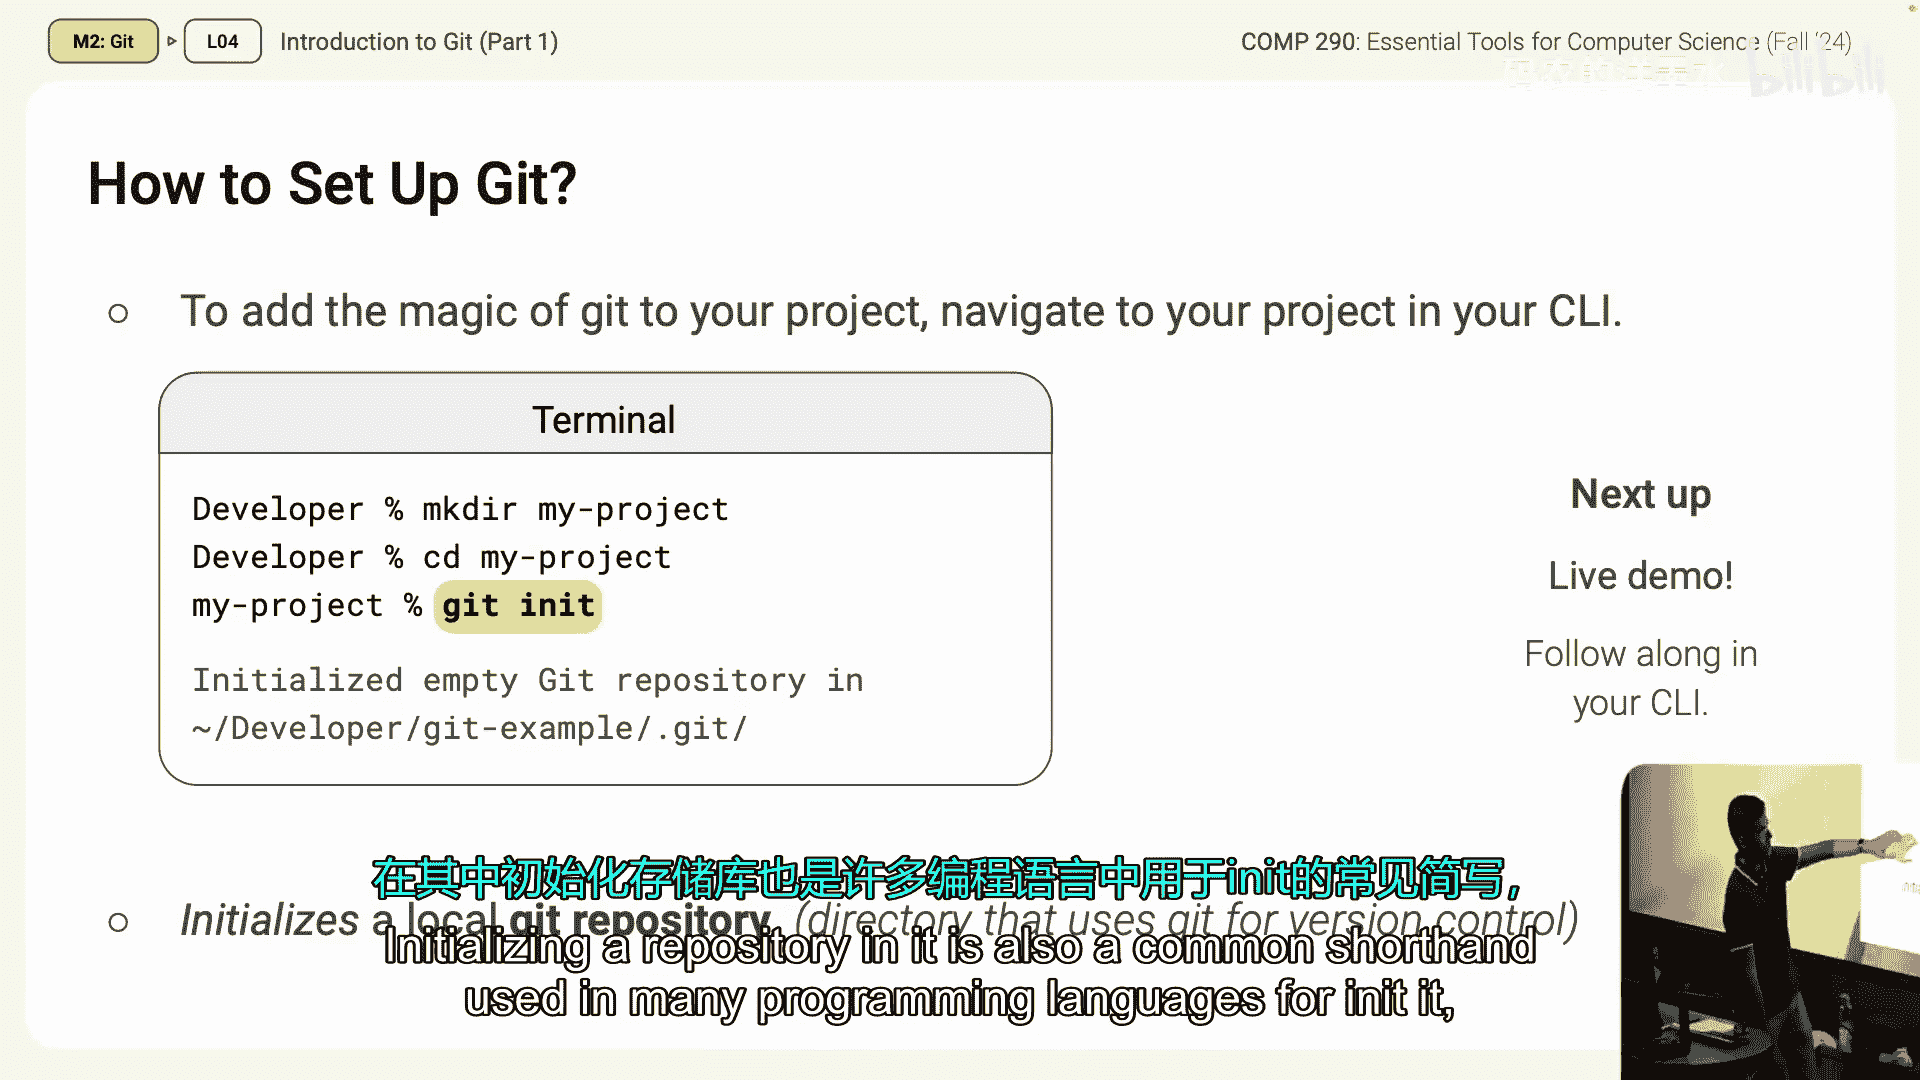 M2: Git
L04
Introduction to Git (Part 1)
COMP 290: Essential Tools for Computer Science (Fall ‘24)
bilibili
How to Set Up Git?
To add the magic of git to your project, navigate to your project in your CLI.
Terminal
Developer % mkdir my-project
Developer % cd my-project
my-project % git init
Initialized empty Git repository in
~/Developer/git-example/.git/
Next up
Live demo!
Follow along in
your CLI.
在其中初始化存储库也是许多编程语言中用于init的常见简写，
Initializes a local git repository. (directory that uses git for version control)
Initializing a repository in it is also a common shorthand
used in many programming languages for init it,